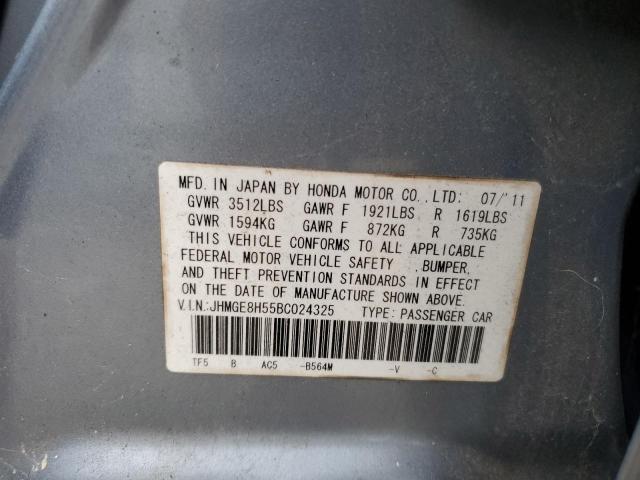 MFD. IN JAPAN BY HONDA MOTOR CO., LTD: 07/'11
GVWR 3512LBS GAWR F 1921LBS R 1619LBS
GVWR 1594KG GAWR F 872KG R 735KG
THIS VEHICLE CONFORMS TO ALL APPLICABLE
FEDERAL MOTOR VEHICLE SAFETY ,BUMPER,
AND THEFT PREVENTION STANDARDS IN EFFECT
ON THE DATE OF MANUFACTURE SHOWN ABOVE.
V.I.N.:JHMGE8H55BC024325 TYPE: PASSENGER CAR
TF5 B AC5 -B564M -V -C